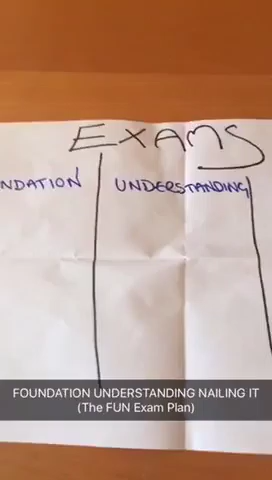 EXAMS
NDATION UNDERSTANDING
FOUNDATION UNDERSTANDING NAILING IT
(The FUN Exam Plan)